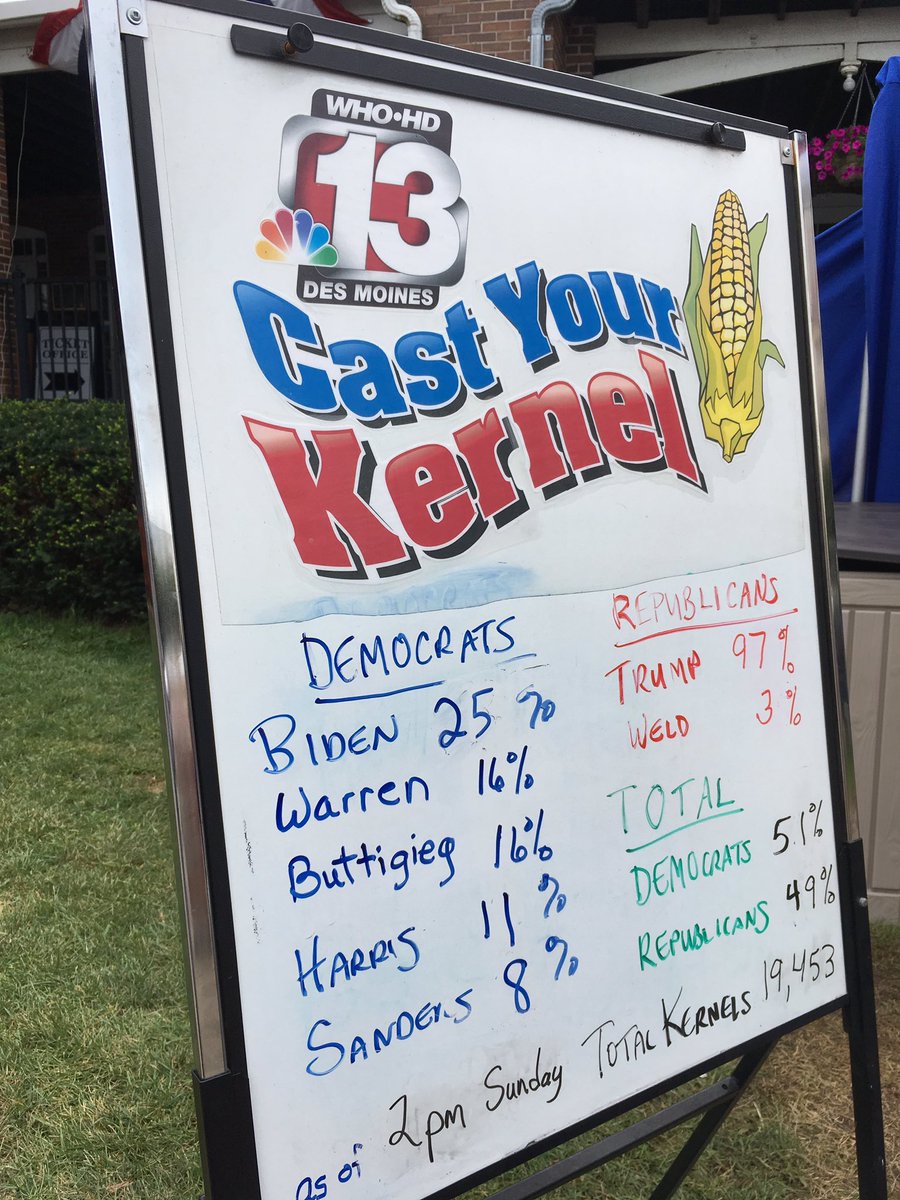 WHO•HD
13
DES MOINES
Cast Your
Kernel
TICKET
OFFICE
DEMOCRATS
BIDEN 25%
Warren 16%
Buttigieg 16%
HARRIS 11%
SANDERS 8%
REPUBLICANS
TRUMP 97%
WELD 3%
TOTAL
DEMOCRATS 51%
REPUBLICANS 49%
as of 2pm Sunday TOTAL KERNELS 19,453